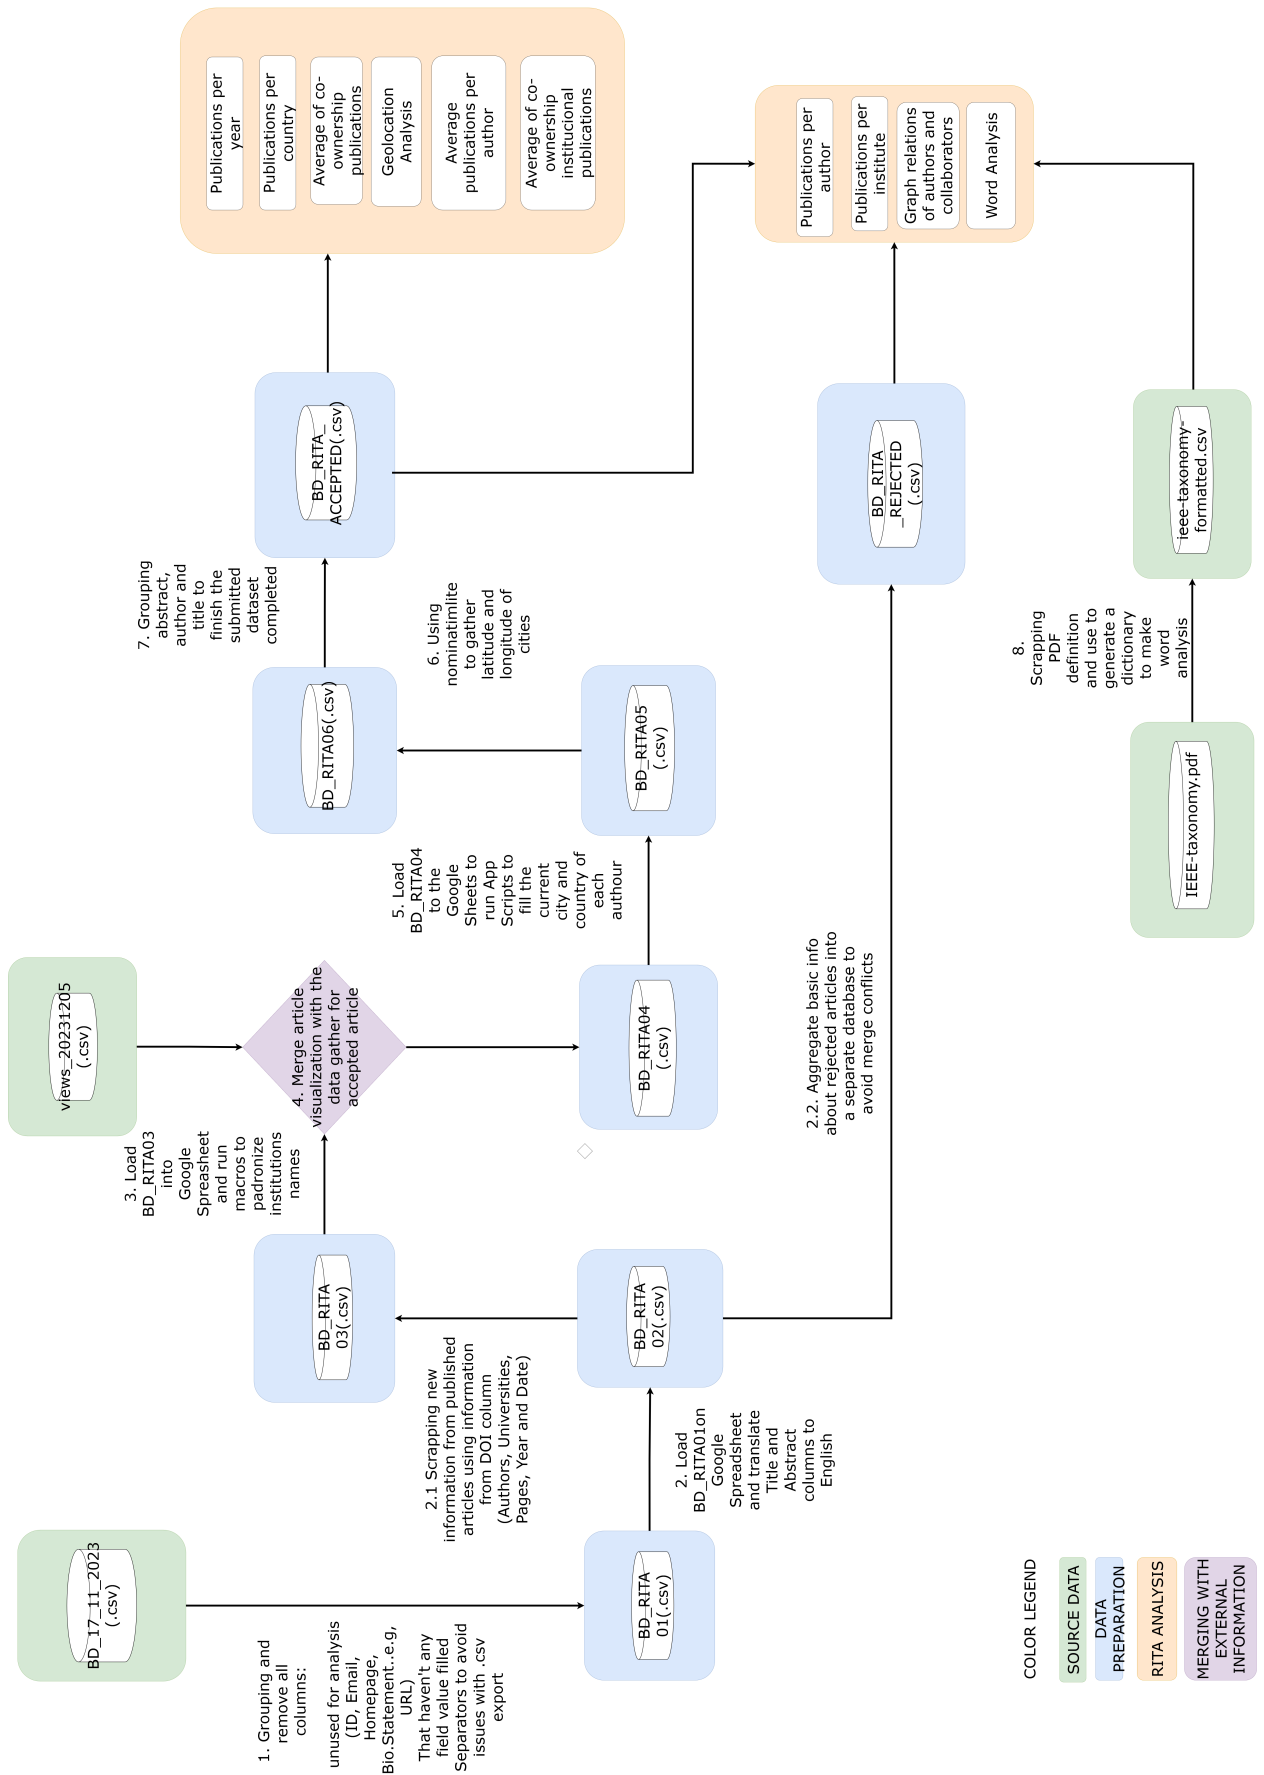 BD_17_11_2023
(.csv)
1. Grouping and
remove all
columns:
unused for analysis
(ID, Email,
Homepage,
Bio.Statement..e.g,
URL)
That haven't any
field value filled
Separators to avoid
issues with .csv
export
BD_RITA
01(.csv)
2. Load
BD_RITA01on
Google
Spreadsheet
and translate
Title and
Abstract
columns to
English
BD_RITA
02(.csv)
2.1 Scrapping new
information from published
articles using information
from DOI column
(Authors, Universities,
Pages, Year and Date)
BD_RITA
03(.csv)
3. Load
BD_RITA03
into
Google
Spreasheet
and run
macros to
padronize
institutions
names
views_20231205
(.csv)
4. Merge article
visualization with the
data gather for
accepted article
BD_RITA04
(.csv)
5. Load
BD_RITA04
to the
Google
Sheets to
run App
Scripts to
fill the
current
city and
country of
each
authour
BD_RITA05
(.csv)
6. Using
nominatimlite
to gather
latitude and
longitude of
cities
BD_RITA06(.csv)
7. Grouping
abstract,
author and
title to
finish the
submitted
dataset
completed
BD_RITA_
ACCEPTED(.csv)
Publications per
year
Publications per
country
Average of co-
ownership
publications
Geolocation
Analysis
Average
publications per
author
Average of co-
ownership
institucional
publications
2.2. Aggregate basic info
about rejected articles into
a separate database to
avoid merge conflicts
BD_RITA
_REJECTED
(.csv)
Publications per
author
Publications per
institute
Graph relations
of authors and
collaborators
Word Analysis
IEEE-taxonomy.pdf
8.
Scrapping
PDF
definition
and use to
generate a
dictionary
to make
word
analysis
ieee-taxonomy-
formatted.csv
COLOR LEGEND
SOURCE DATA
DATA
PREPARATION
RITA ANALYSIS
MERGING WITH
EXTERNAL
INFORMATION